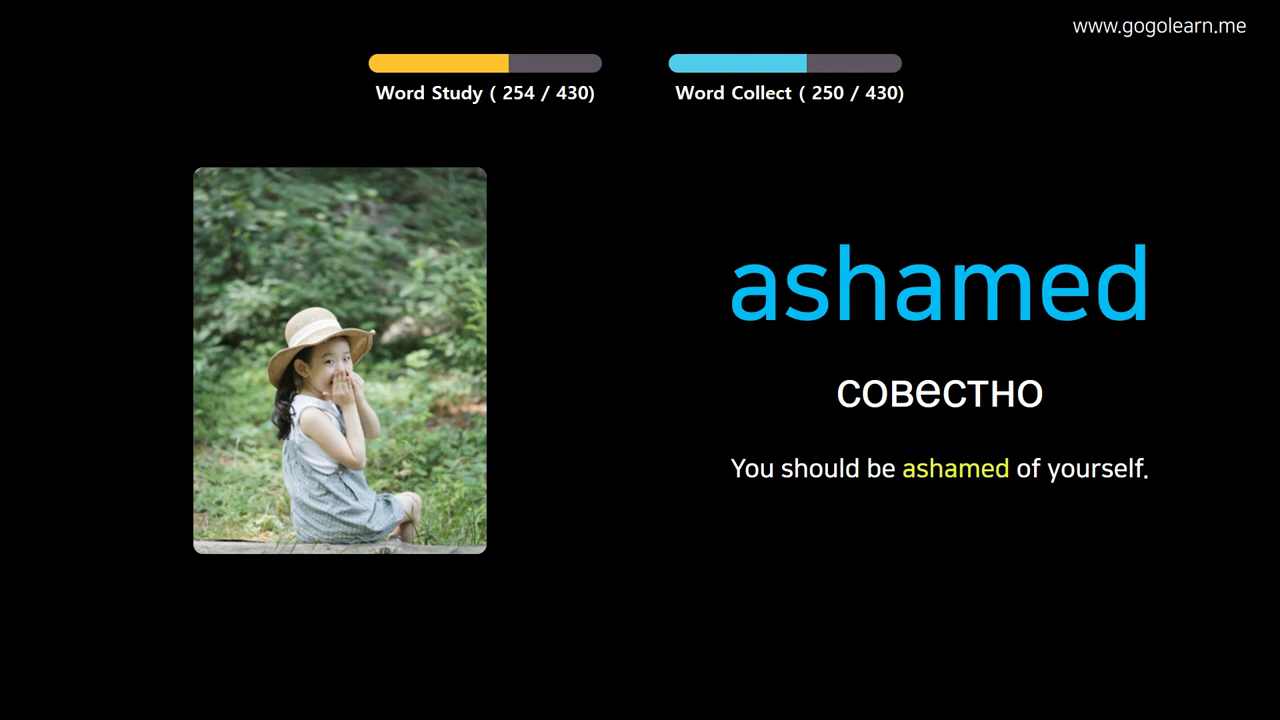 www.gogolearn.me
Word Study ( 254 / 430)
Word Collect ( 250 / 430)
ashamed
совестно
You should be ashamed of yourself.